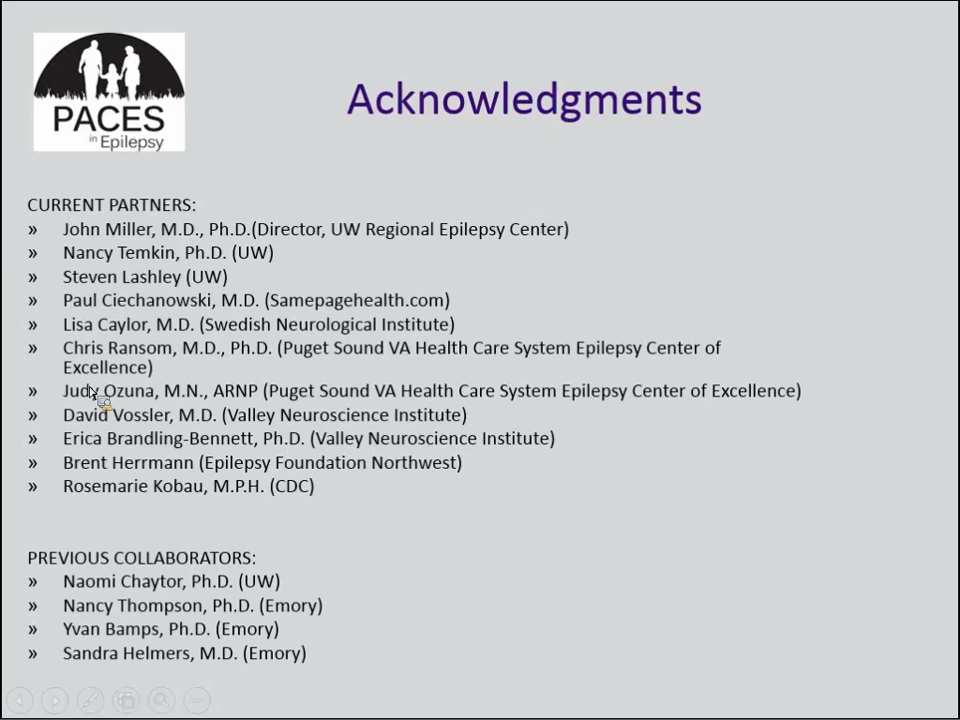 PACES
in Epilepsy
Acknowledgments
CURRENT PARTNERS:
» John Miller, M.D., Ph.D.(Director, UW Regional Epilepsy Center)
» Nancy Temkin, Ph.D. (UW)
» Steven Lashley (UW)
» Paul Ciechanowski, M.D. (Samepagehealth.com)
» Lisa Caylor, M.D. (Swedish Neurological Institute)
» Chris Ransom, M.D., Ph.D. (Puget Sound VA Health Care System Epilepsy Center of
Excellence)
» Judy Ozuna, M.N., ARNP (Puget Sound VA Health Care System Epilepsy Center of Excellence)
» David Vossler, M.D. (Valley Neuroscience Institute)
» Erica Brandling-Bennett, Ph.D. (Valley Neuroscience Institute)
» Brent Herrmann (Epilepsy Foundation Northwest)
» Rosemarie Kobau, M.P.H. (CDC)
PREVIOUS COLLABORATORS:
» Naomi Chaytor, Ph.D. (UW)
» Nancy Thompson, Ph.D. (Emory)
» Yvan Bamps, Ph.D. (Emory)
» Sandra Helmers, M.D. (Emory)